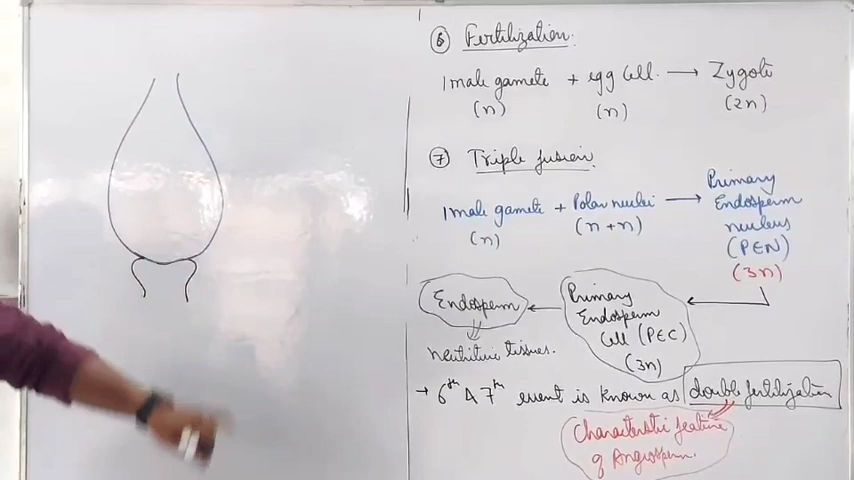 ⑥ Fertilization.
1 male gamete + egg cell. → Zygote
(n) (n) (2n)
⑦ Triple fusion
1 male gamete + Polar nuclei → Primary Endosperm nucleus (PEN)
(n) (n+n) (3n)
Endosperm ← Primary Endosperm Cell (PEC) (3n)
Nutritive tissues.
→ 6th & 7th event is known as double fertilization
Characteristic feature
of Angiosperm.